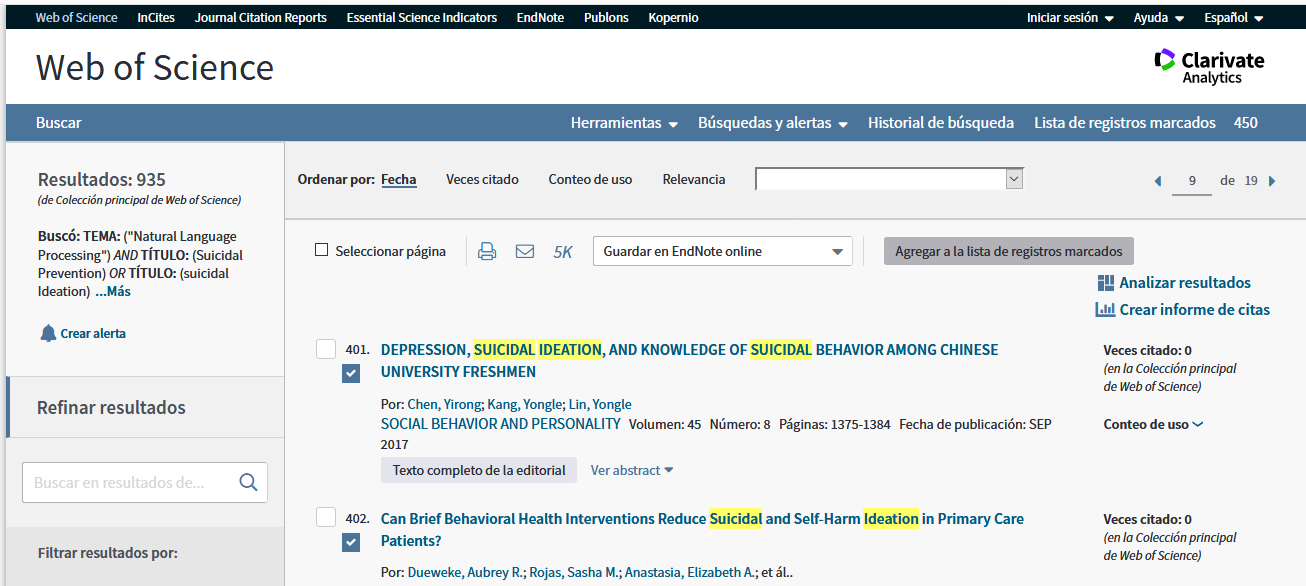 Web of Science InCites Journal Citation Reports Essential Science Indicators EndNote Publons Kopernio Iniciar sesión Ayuda Español
Web of Science
Clarivate
Analytics
Buscar Herramientas Búsquedas y alertas Historial de búsqueda Lista de registros marcados 450
Resultados: 935
(de Colección principal de Web of Science)
Buscó: TEMA: ("Natural Language
Processing") AND TÍTULO: (Suicidal
Prevention) OR TÍTULO: (suicidal
Ideation) ...Más
Crear alerta
Refinar resultados
Buscar en resultados de...
Filtrar resultados por:
Ordenar por: Fecha Veces citado Conteo de uso Relevancia
9 de 19
Seleccionar página 5K Guardar en EndNote online Agregar a la lista de registros marcados
Analizar resultados
Crear informe de citas
401. DEPRESSION, SUICIDAL IDEATION, AND KNOWLEDGE OF SUICIDAL BEHAVIOR AMONG CHINESE
UNIVERSITY FRESHMEN
Por: Chen, Yirong; Kang, Yongle; Lin, Yongle
SOCIAL BEHAVIOR AND PERSONALITY Volumen: 45 Número: 8 Páginas: 1375-1384 Fecha de publicación: SEP
2017
Texto completo de la editorial Ver abstract
Veces citado: 0
(en la Colección principal
de Web of Science)
Conteo de uso
402. Can Brief Behavioral Health Interventions Reduce Suicidal and Self-Harm Ideation in Primary Care
Patients?
Por: Dueweke, Aubrey R.; Rojas, Sasha M.; Anastasia, Elizabeth A.; et ál..
Veces citado: 0
(en la Colección principal
de Web of Science)